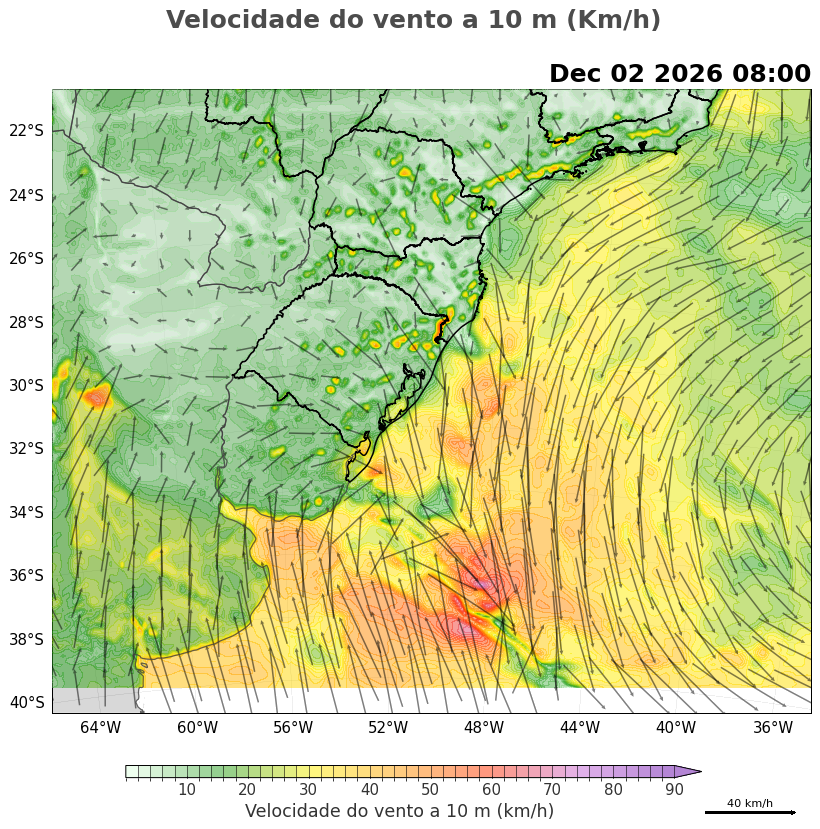 Velocidade do vento a 10 m (Km/h)
Dec 02 2026 08:00
22°S
24°S
26°S
28°S
30°S
32°S
34°S
36°S
38°S
40°S
64°W 60°W 56°W 52°W 48°W 44°W 40°W 36°W
10 20 30 40 50 60 70 80 90
Velocidade do vento a 10 m (km/h)
40 km/h